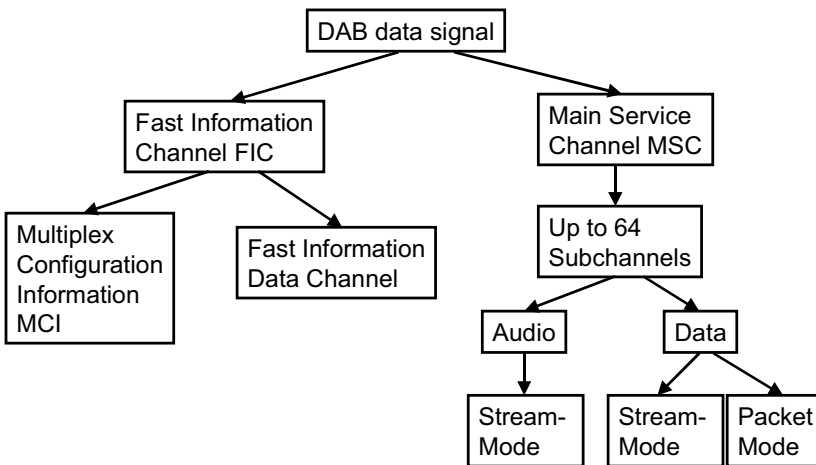 DAB data signal
Fast Information
Channel FIC
Main Service
Channel MSC
Multiplex
Configuration
Information
MCI
Fast Information
Data Channel
Up to 64
Subchannels
Audio
Data
Stream-
Mode
Stream-
Mode
Packet
Mode